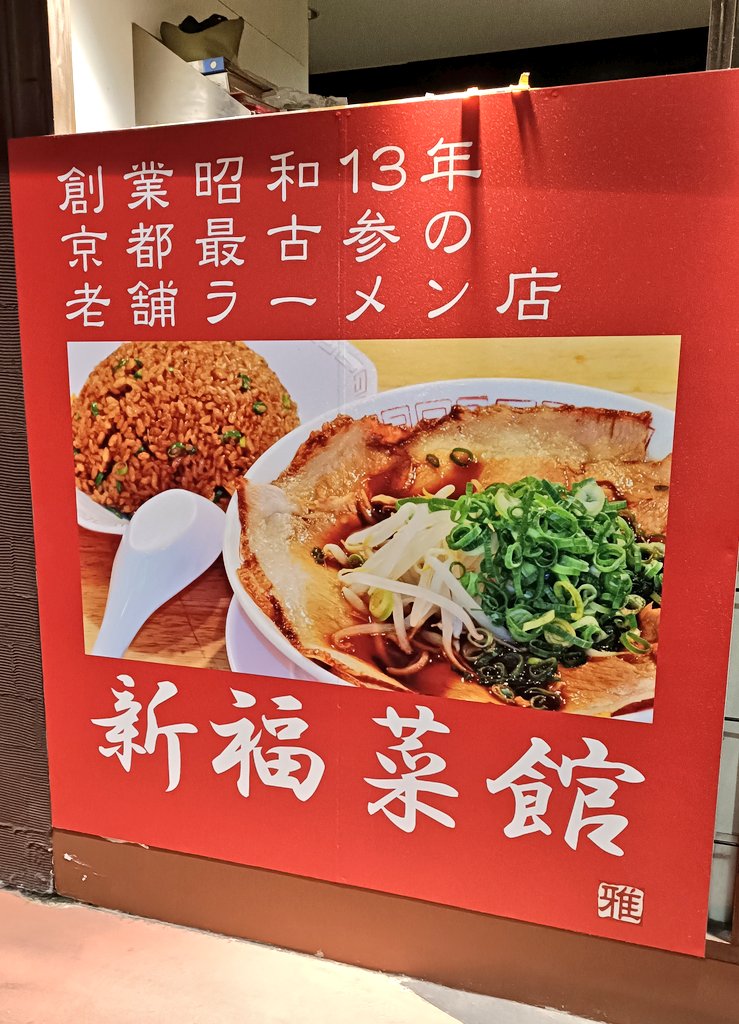 創業昭和13年
京都最古参の
老舗ラーメン店
新福菜館
雅